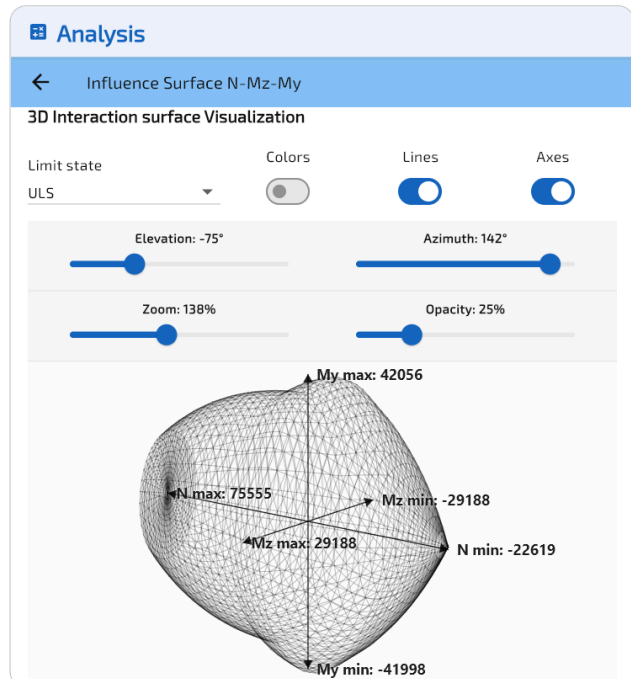 Analysis
Influence Surface N-Mz-My
3D Interaction surface Visualization
Limit state
ULS
Colors
Lines
Axes
Elevation: -75°
Azimuth: 142°
Zoom: 138%
Opacity: 25%
My max: 42056
N max: 75555
Mz min: -29188
Mz max: 29188
N min: -22619
My min: -41998